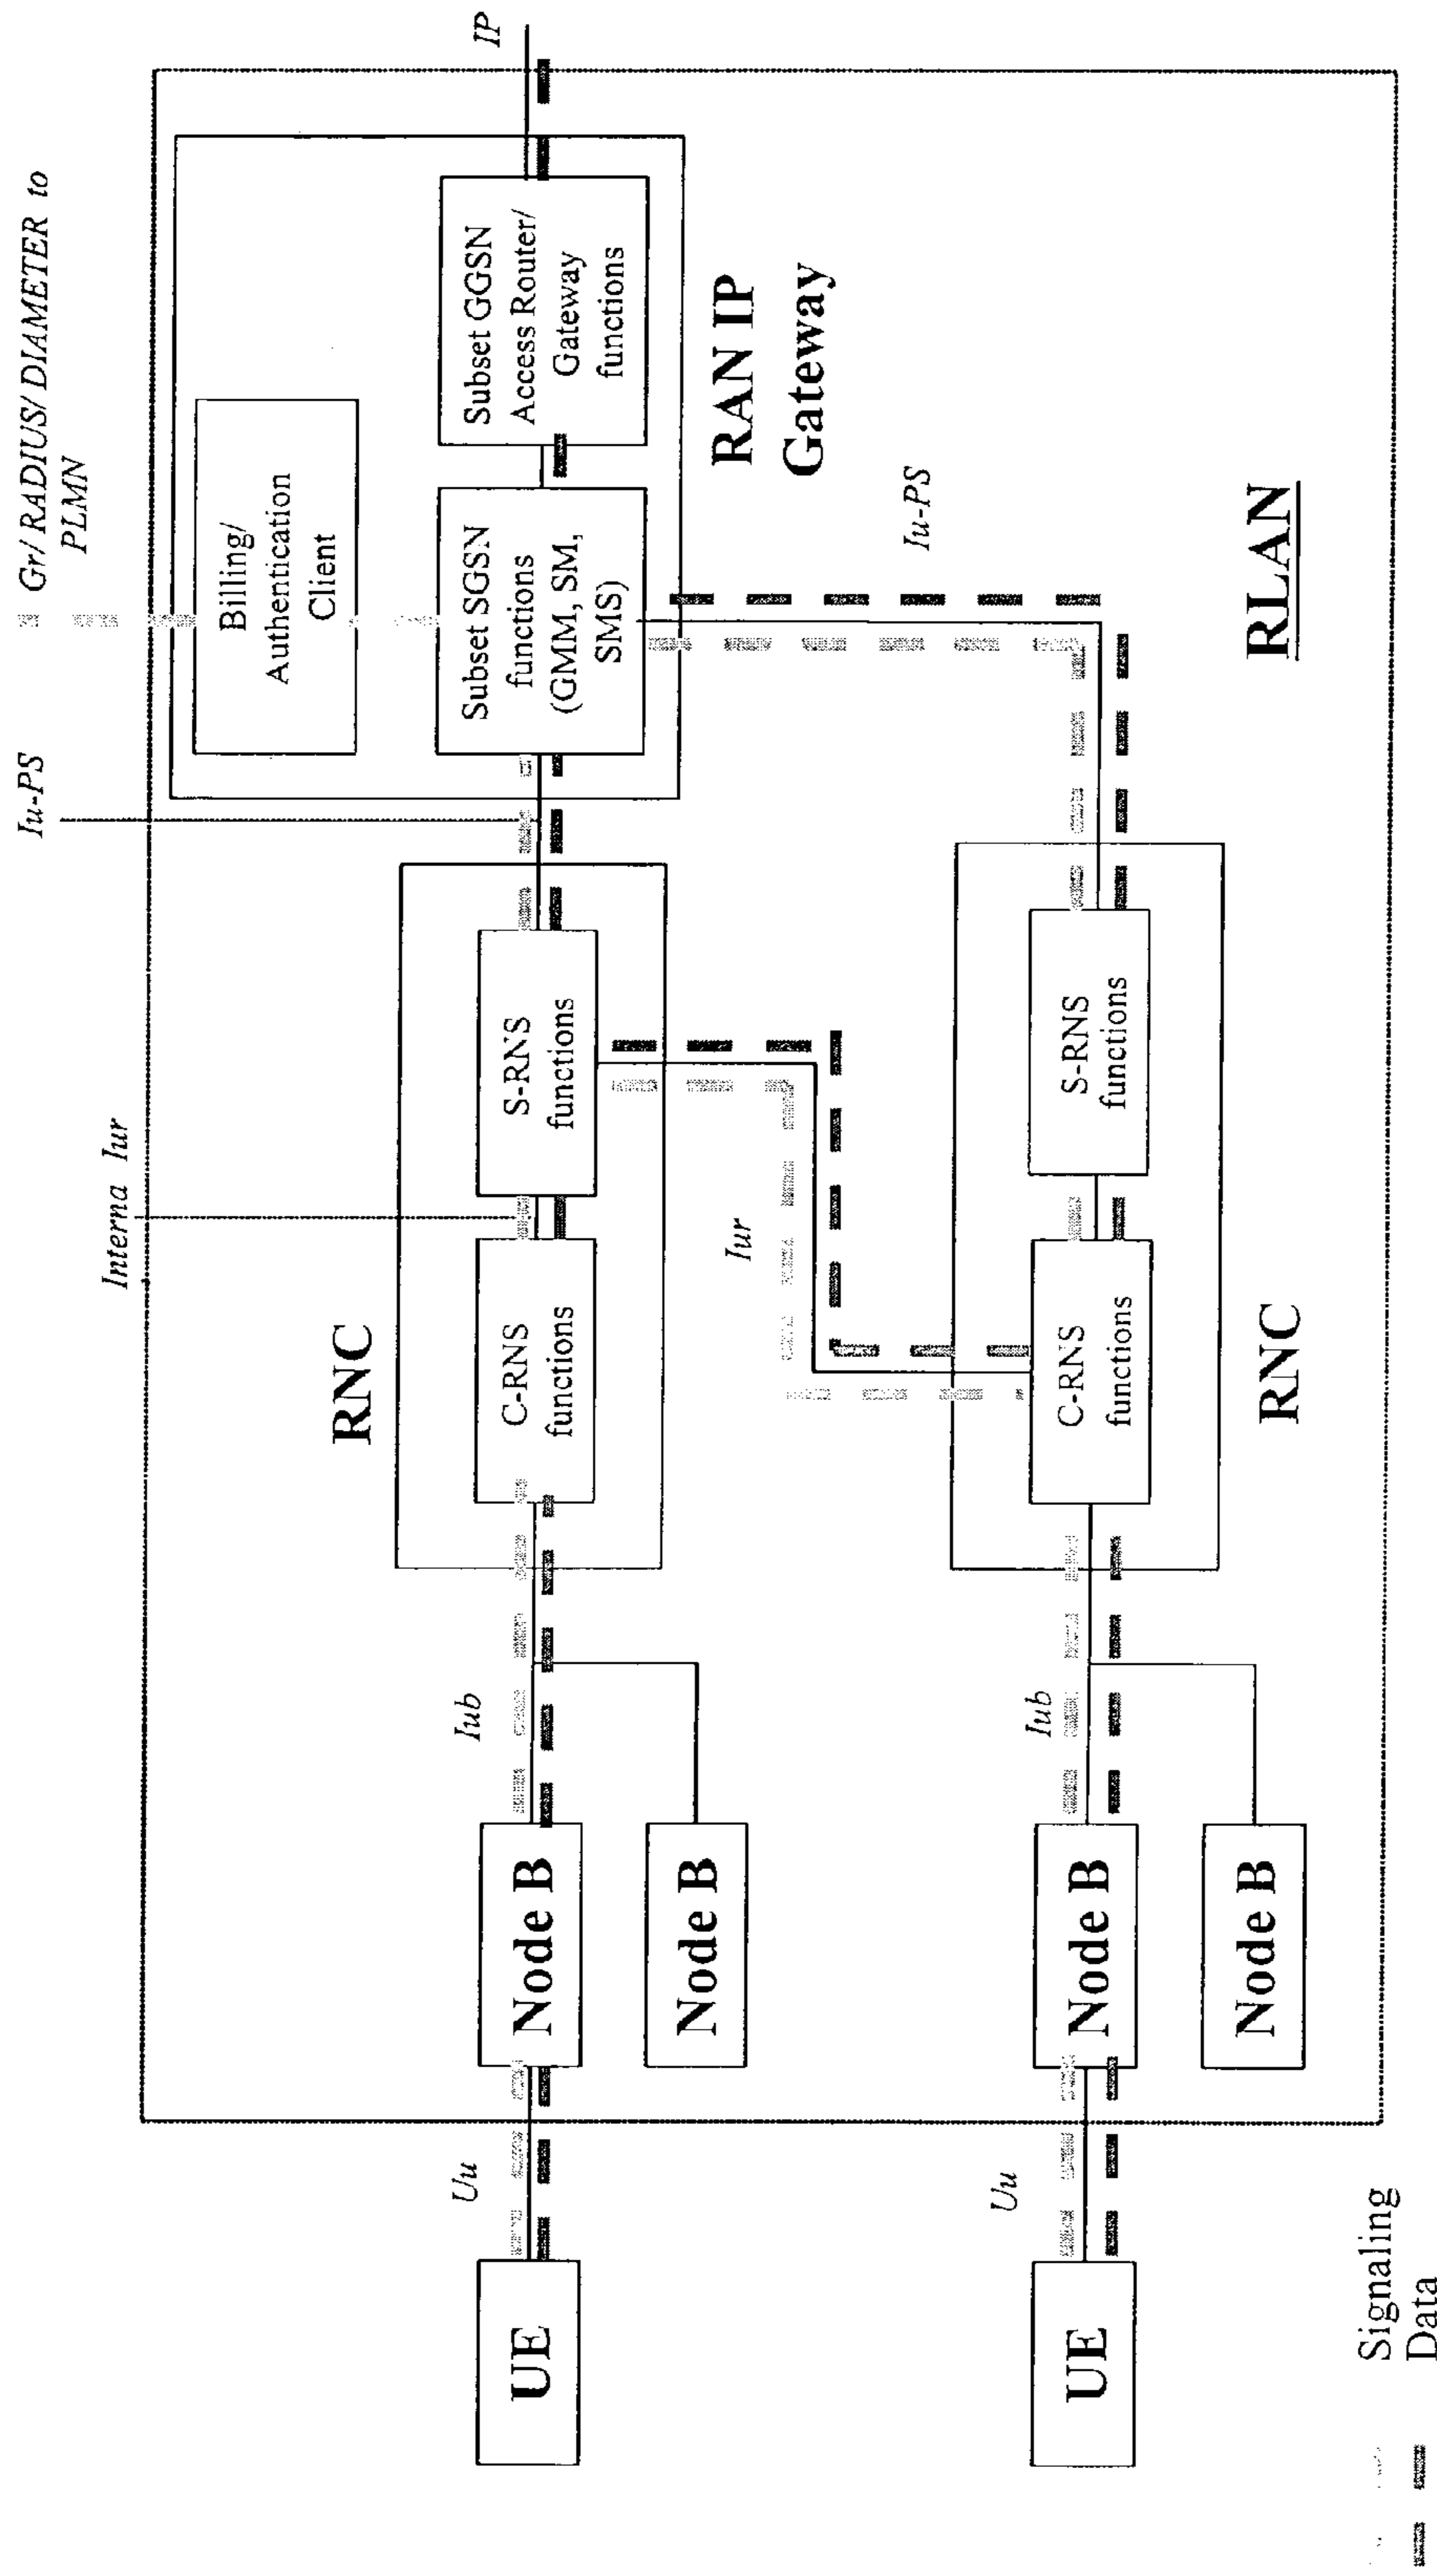 Gr/ RADIUS/ DIAMETER to
PLMN
Iu-PS
Interna Iur
IP
Billing/
Authentication
Client
Subset SGSN
functions
(GMM, SM,
SMS)
Subset GGSN
Access Router/
Gateway
functions
RAN IP
Gateway
RNC
C-RNS
functions
S-RNS
functions
Iub
Node B
Node B
Uu
UE
Iur
Iu-PS
C-RNS
functions
S-RNS
functions
RNC
RLAN
Iub
Node B
Node B
Uu
UE
Signaling
Data